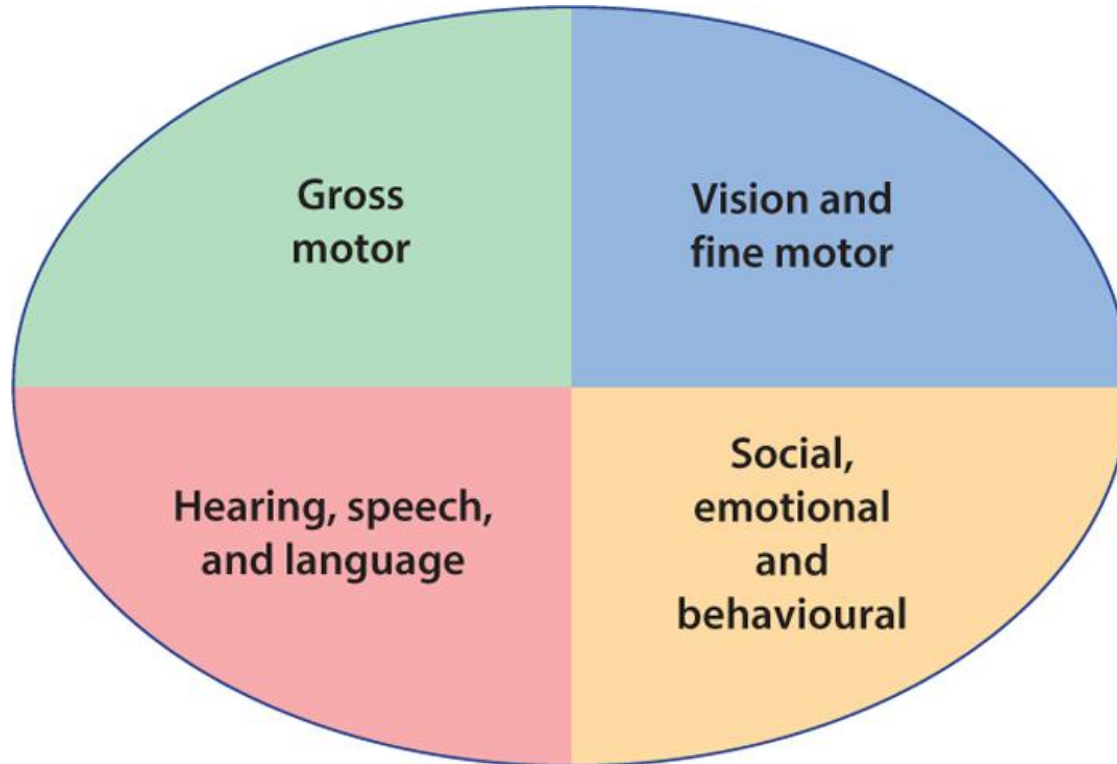 Gross
motor
Vision and
fine motor
Hearing, speech,
and language
Social,
emotional
and
behavioural